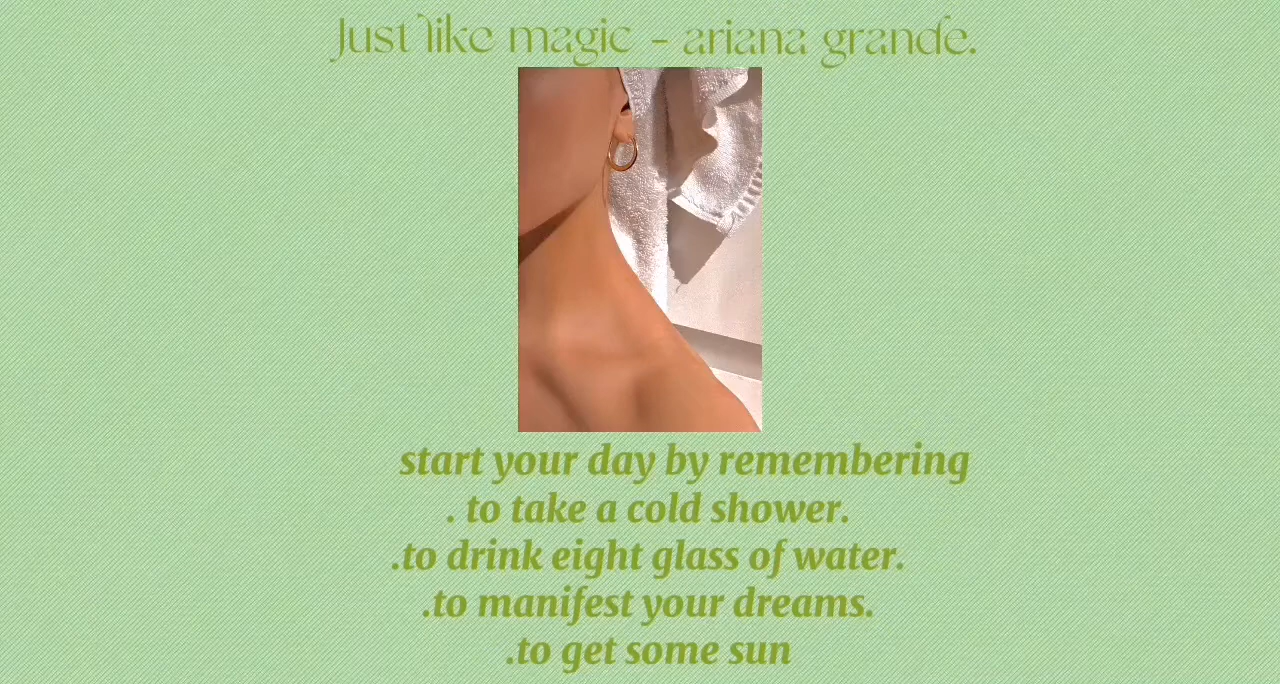 Just like magic - ariana grande.
start your day by remembering
. to take a cold shower.
.to drink eight glass of water.
.to manifest your dreams.
.to get some sun